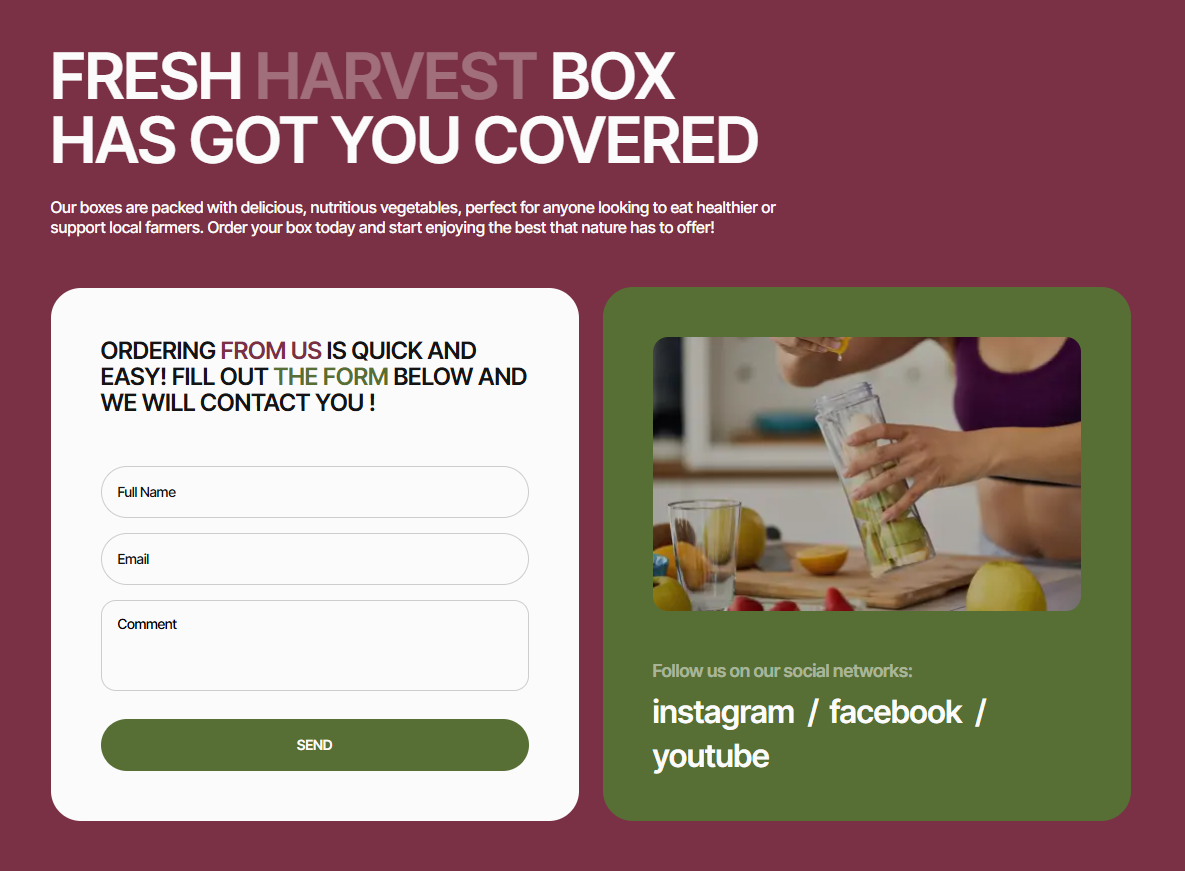 FRESH HARVEST BOX
HAS GOT YOU COVERED
Our boxes are packed with delicious, nutritious vegetables, perfect for anyone looking to eat healthier or
support local farmers. Order your box today and start enjoying the best that nature has to offer!
ORDERING FROM US IS QUICK AND
EASY! FILL OUT THE FORM BELOW AND
WE WILL CONTACT YOU !
Full Name
Email
Comment
SEND
Follow us on our social networks:
instagram / facebook /
youtube